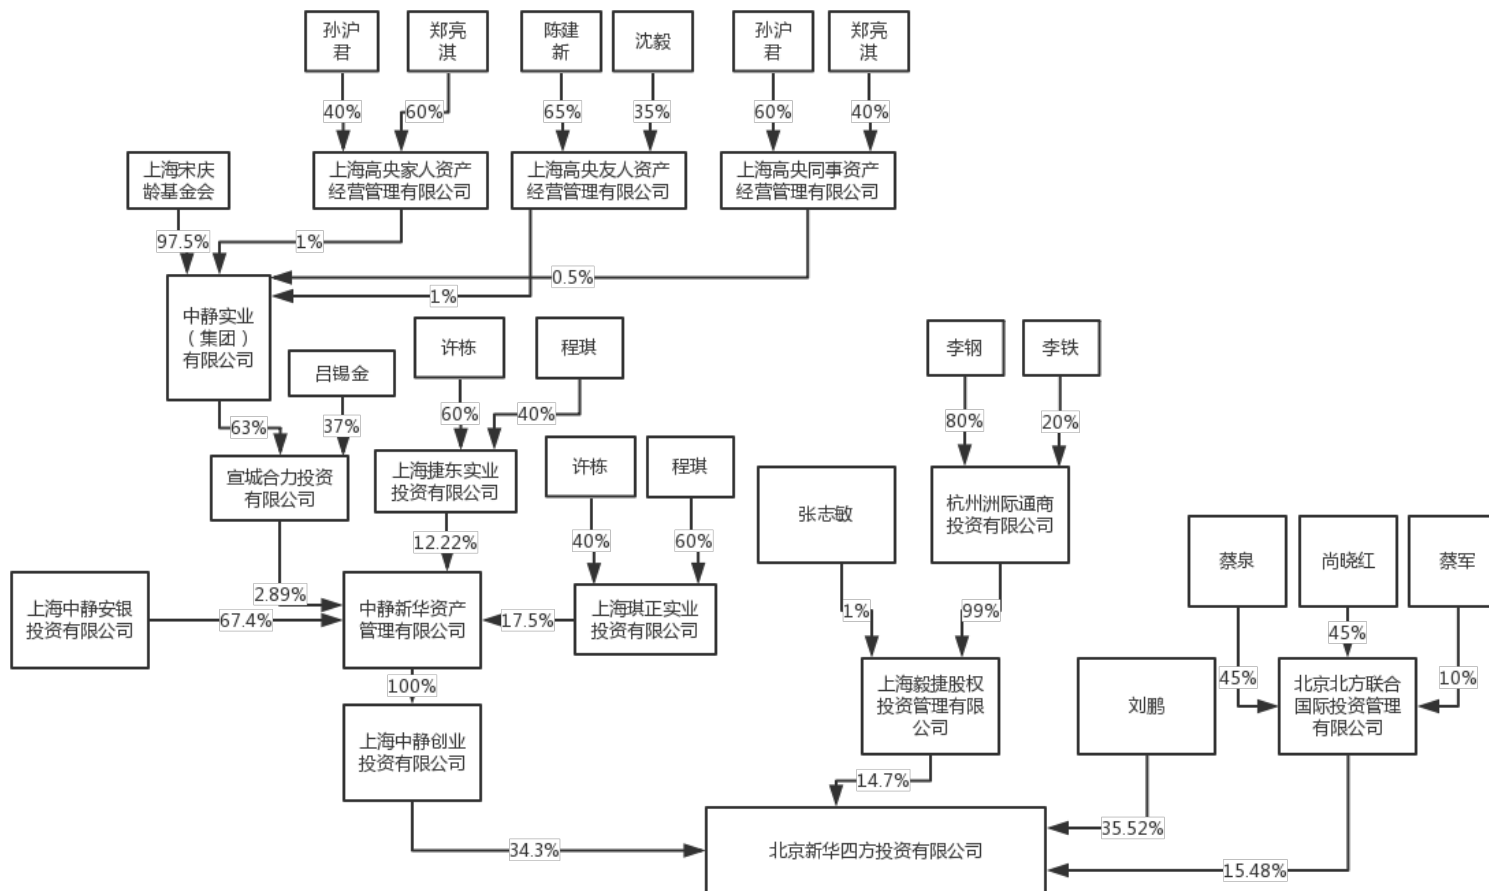 孙沪
君
郑亮
淇
陈建
新
沈毅
孙沪
君
郑亮
淇
40%
60%
65%
35%
60%
40%
上海宋庆
龄基金会
上海高央家人资产
经营管理有限公司
上海高央友人资产
经营管理有限公司
上海高央同事资产
经营管理有限公司
97.5%
1%
0.5%
1%
中静实业
（集团）
有限公司
吕锡金
许栋
程琪
李钢
李铁
63%
37%
60%
40%
80%
20%
宣城合力投资
有限公司
上海捷东实业
投资有限公司
许栋
程琪
张志敏
杭州洲际通商
投资有限公司
12.22%
40%
60%
蔡泉
尚晓红
蔡军
上海中静安银
投资有限公司
2.89%
67.4%
中静新华资产
管理有限公司
17.5%
上海琪正实业
投资有限公司
1%
99%
45%
45%
10%
100%
上海毅捷股权
投资管理有限
公司
刘鹏
北京北方联合
国际投资管理
有限公司
上海中静创业
投资有限公司
14.7%
34.3%
35.52%
15.48%
北京新华四方投资有限公司